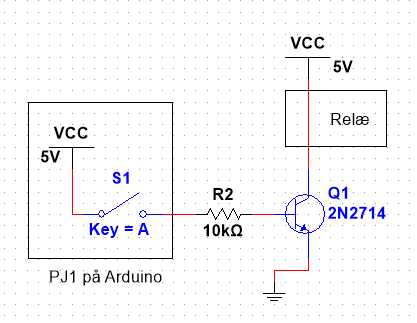 VCC
5V
Relæ
VCC
5V
S1
Key = A
R2
10kΩ
Q1
2N2714
PJ1 på Arduino